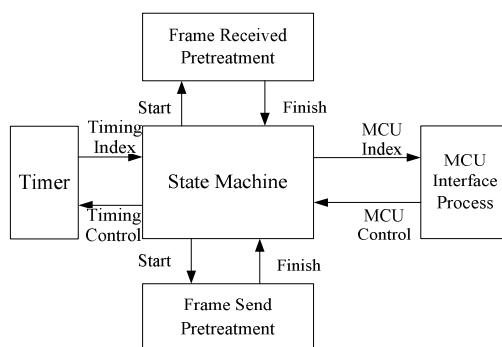 Frame Received
Pretreatment
Start
Finish
Timing
Index
MCU
Index
Timer
State Machine
MCU
Interface
Process
Timing
Control
MCU
Control
Start
Finish
Frame Send
Pretreatment